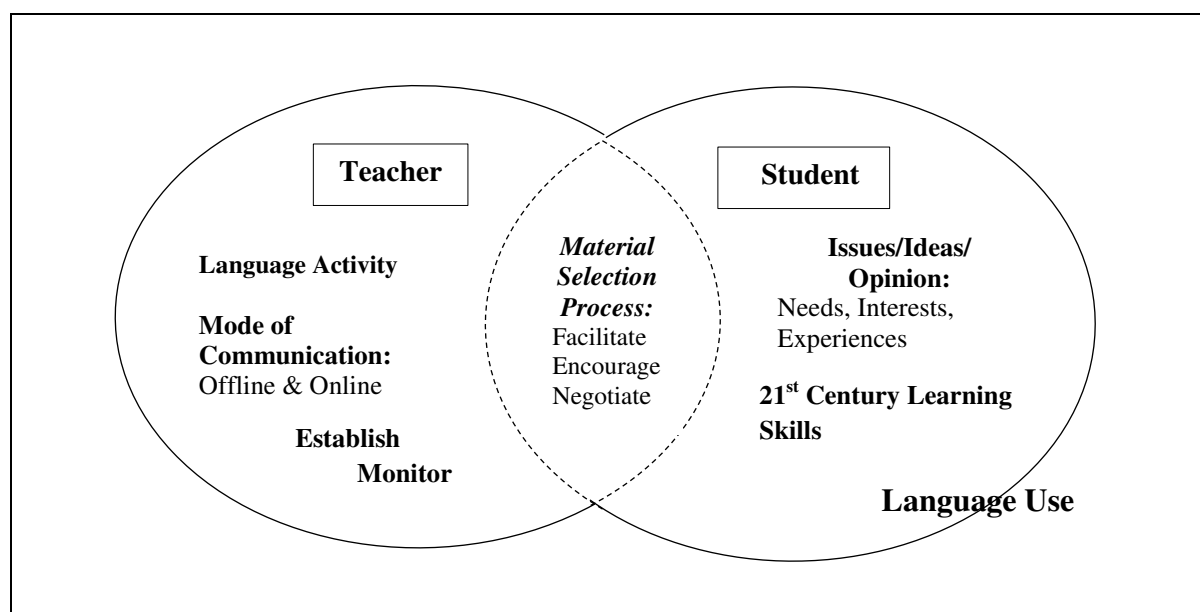 Teacher
Language Activity
Mode of
Communication:
Offline & Online
Establish
Monitor
Material
Selection
Process:
Facilitate
Encourage
Negotiate
Student
Issues/Ideas/
Opinion:
Needs, Interests,
Experiences
21st Century Learning
Skills
Language Use